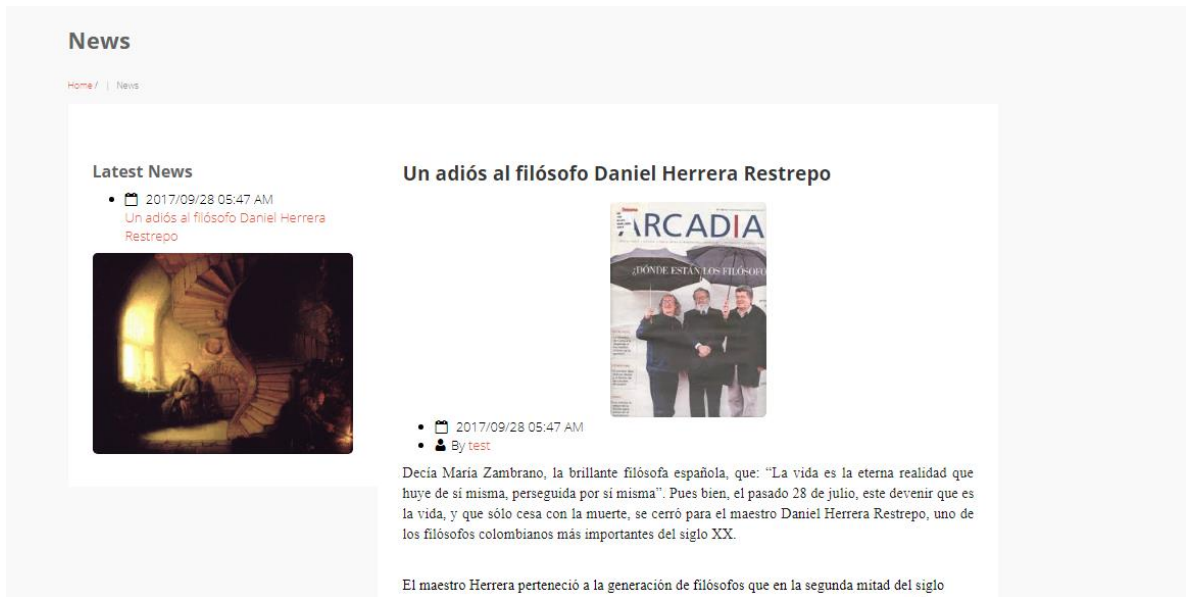 News
Home / | News
Latest News
2017/09/28 05:47 AM
Un adiós al filósofo Daniel Herrera
Restrepo
Un adiós al filósofo Daniel Herrera Restrepo
ARCADIA
¿DÓNDE ESTÁN LOS FILÓSOFO
2017/09/28 05:47 AM
By test
Decía María Zambrano, la brillante filósofa española, que: “La vida es la eterna realidad que
huye de sí misma, perseguida por sí misma”. Pues bien, el pasado 28 de julio, este devenir que es
la vida, y que sólo cesa con la muerte, se cerró para el maestro Daniel Herrera Restrepo, uno de
los filósofos colombianos más importantes del siglo XX.
El maestro Herrera perteneció a la generación de filósofos que en la segunda mitad del siglo